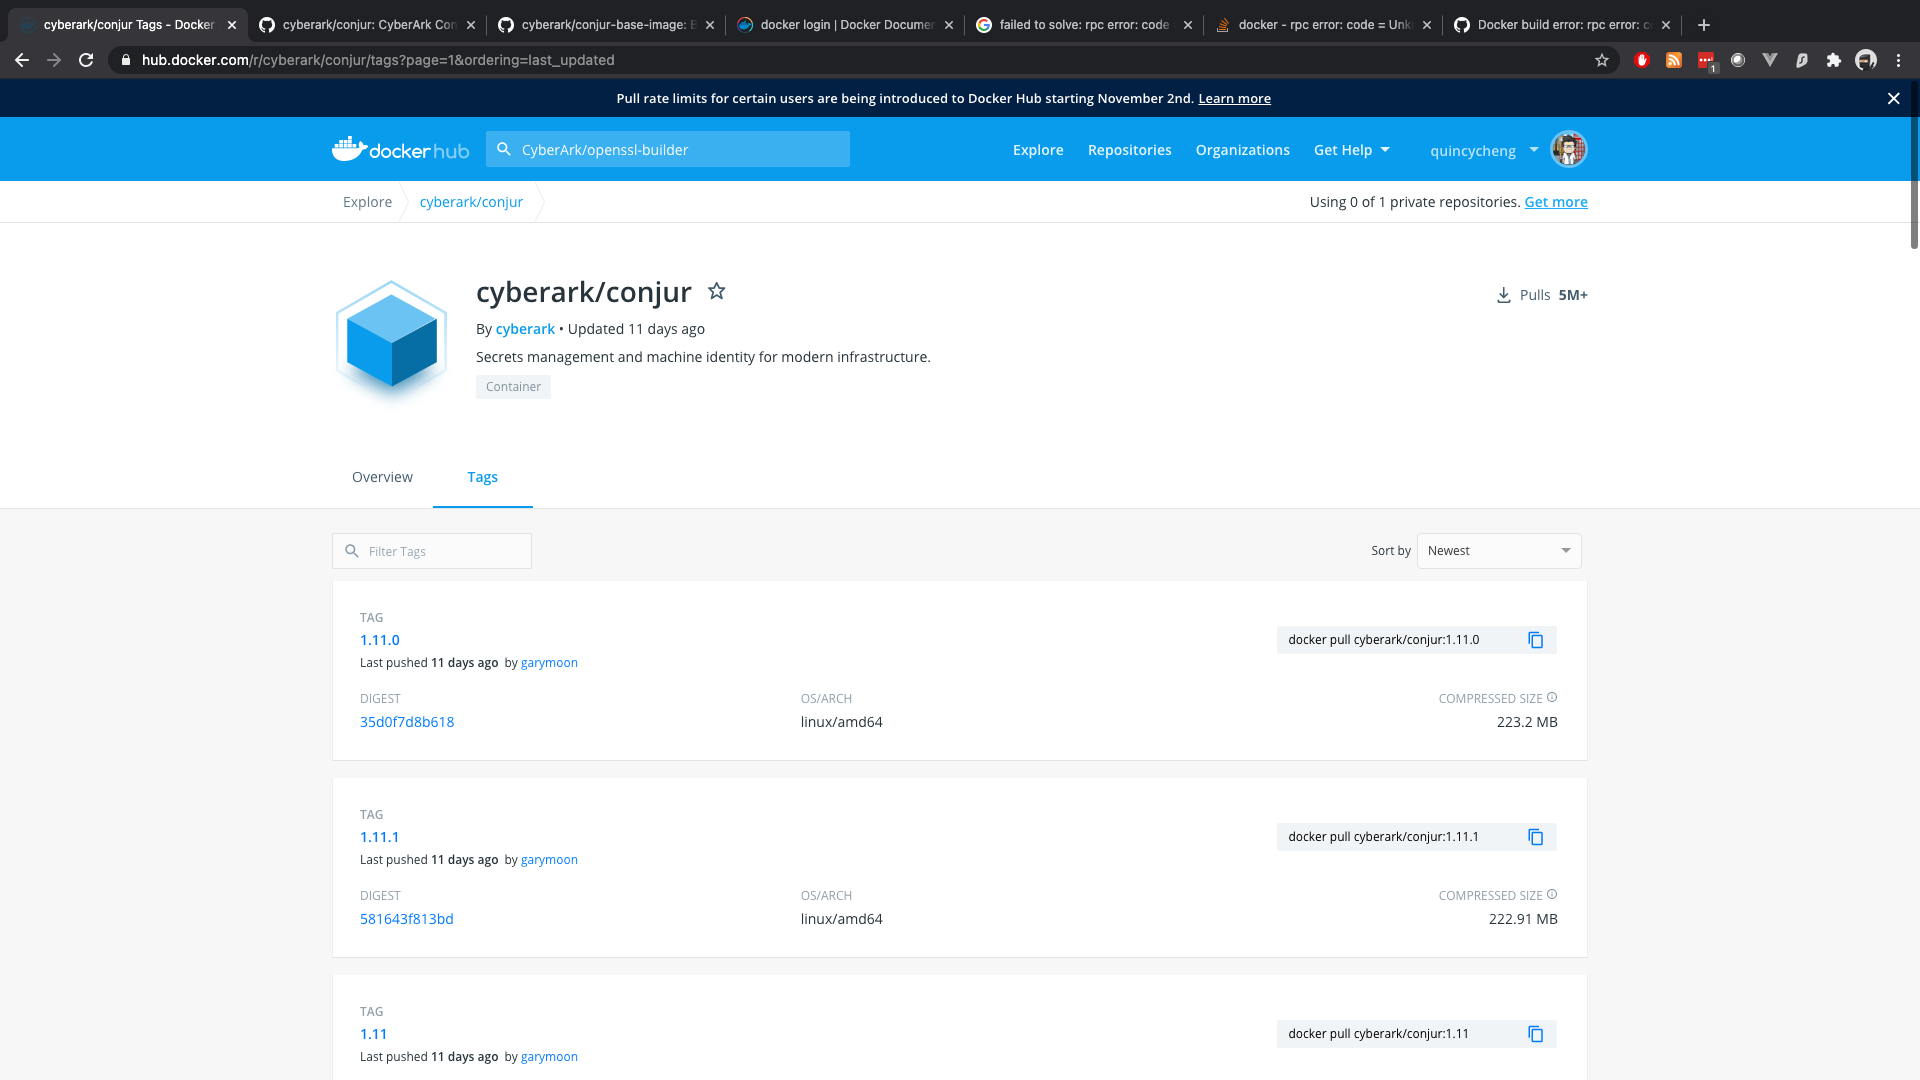 cyberark/conjur Tags - Docker
cyberark/conjur: CyberArk Con
cyberark/conjur-base-image: B
docker login | Docker Documen
failed to solve: rpc error: code
docker - rpc error: code = Unk
Docker build error: rpc error: c
hub.docker.com/r/cyberark/conjur/tags?page=1&ordering=last_updated
1
Pull rate limits for certain users are being introduced to Docker Hub starting November 2nd. Learn more
docker hub
CyberArk/openssl-builder
Explore
Repositories
Organizations
Get Help
quincycheng
Explore
cyberark/conjur
Using 0 of 1 private repositories. Get more
cyberark/conjur
Pulls 5M+
By cyberark • Updated 11 days ago
Secrets management and machine identity for modern infrastructure.
Container
Overview
Tags
Filter Tags
Sort by
Newest
TAG
1.11.0
docker pull cyberark/conjur:1.11.0
Last pushed 11 days ago by garymoon
DIGEST
OS/ARCH
COMPRESSED SIZE
35d0f7d8b618
linux/amd64
223.2 MB
TAG
1.11.1
docker pull cyberark/conjur:1.11.1
Last pushed 11 days ago by garymoon
DIGEST
OS/ARCH
COMPRESSED SIZE
581643f813bd
linux/amd64
222.91 MB
TAG
1.11
docker pull cyberark/conjur:1.11
Last pushed 11 days ago by garymoon